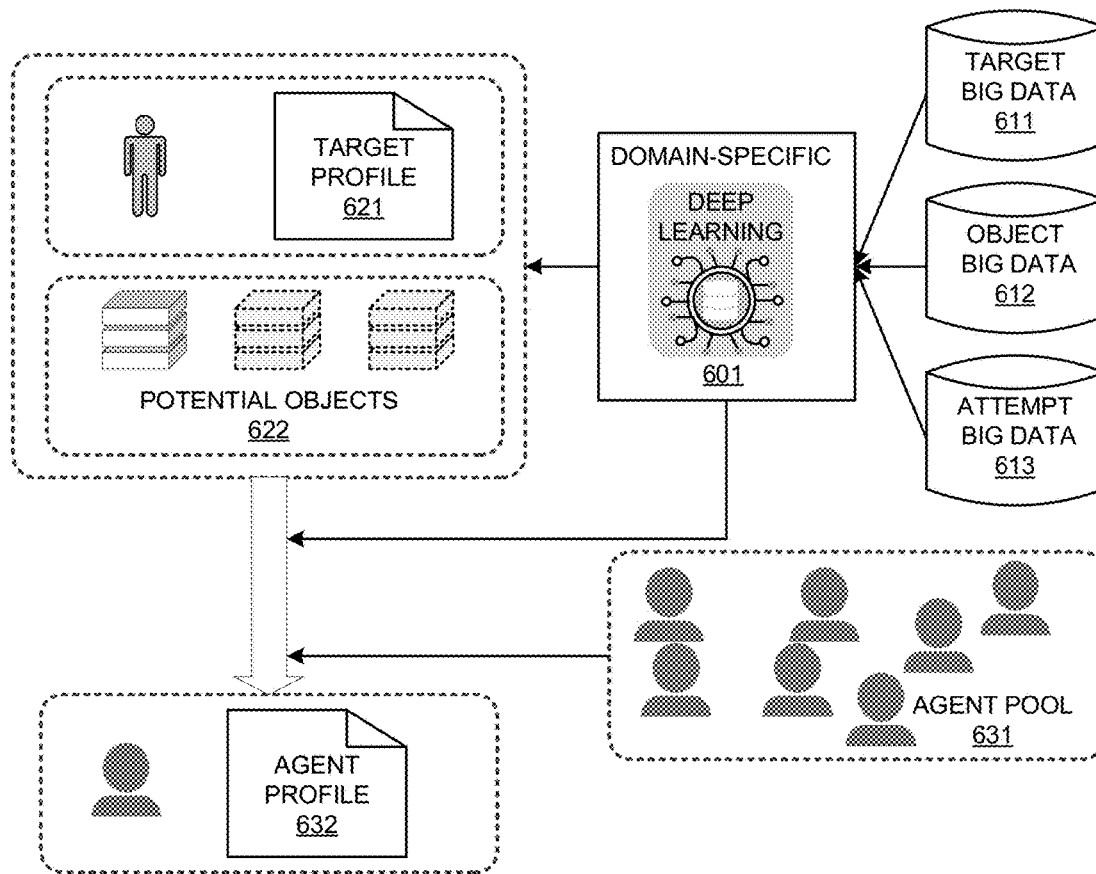 TARGET
PROFILE
621
POTENTIAL OBJECTS
622
DOMAIN-SPECIFIC
DEEP
LEARNING
601
TARGET
BIG DATA
611
OBJECT
BIG DATA
612
ATTEMPT
BIG DATA
613
AGENT POOL
631
AGENT
PROFILE
632